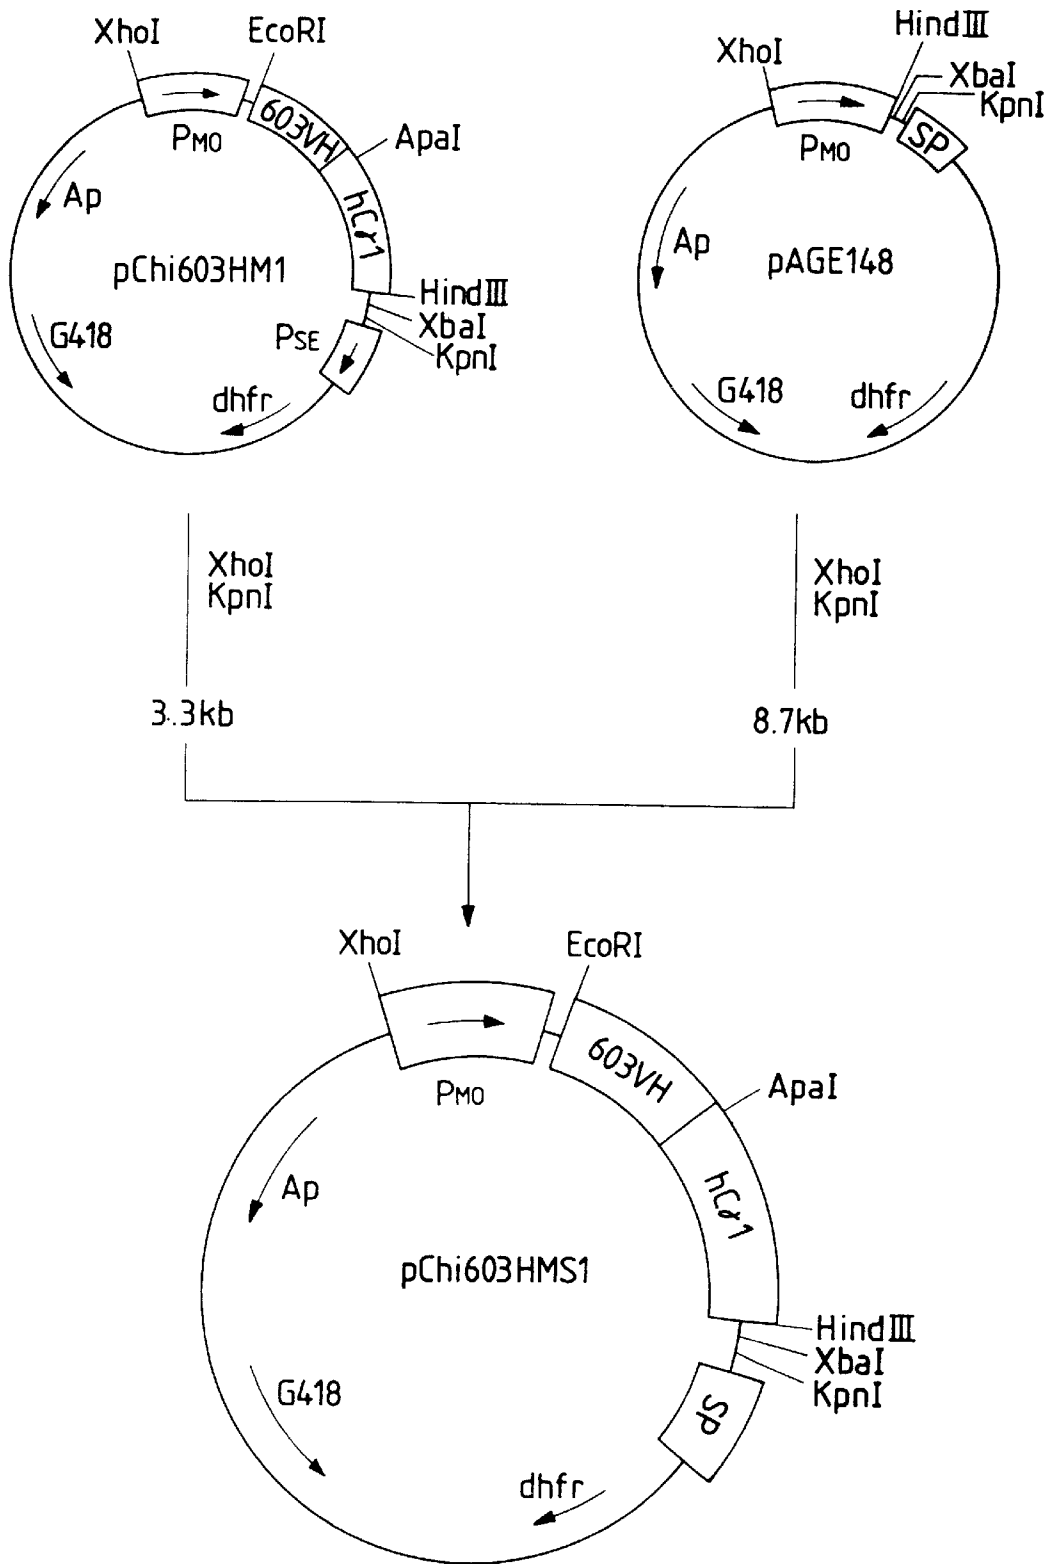 XhoI
EcoRI
PMO
603VH
ApaI
hCγ1
Ap
pChi603HM1
HindIII
XbaI
KpnI
PSE
G418
dhfr
XhoI
HindIII
XbaI
KpnI
PMO
SP
Ap
pAGE148
G418
dhfr
XhoI
KpnI
3.3kb
XhoI
KpnI
8.7kb
XhoI
EcoRI
PMO
603VH
ApaI
hCγ1
Ap
pChi603HMS1
HindIII
XbaI
KpnI
SP
G418
dhfr